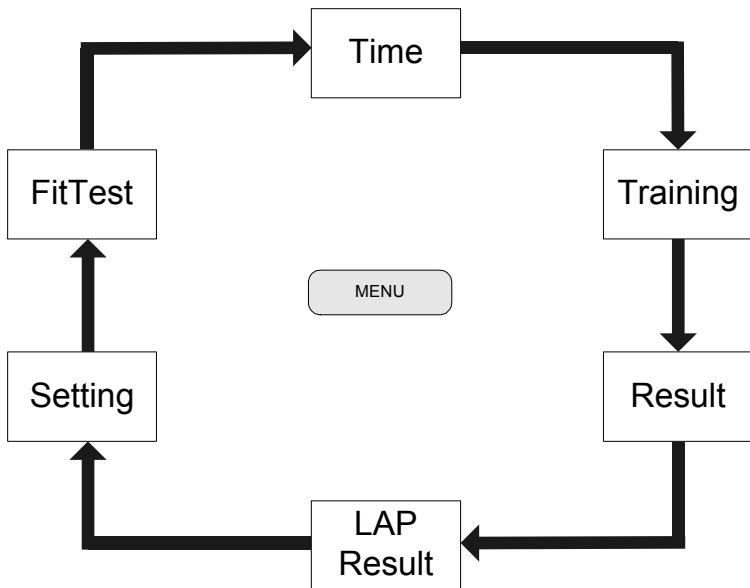 Time
FitTest
Training
MENU
Setting
Result
LAP
Result